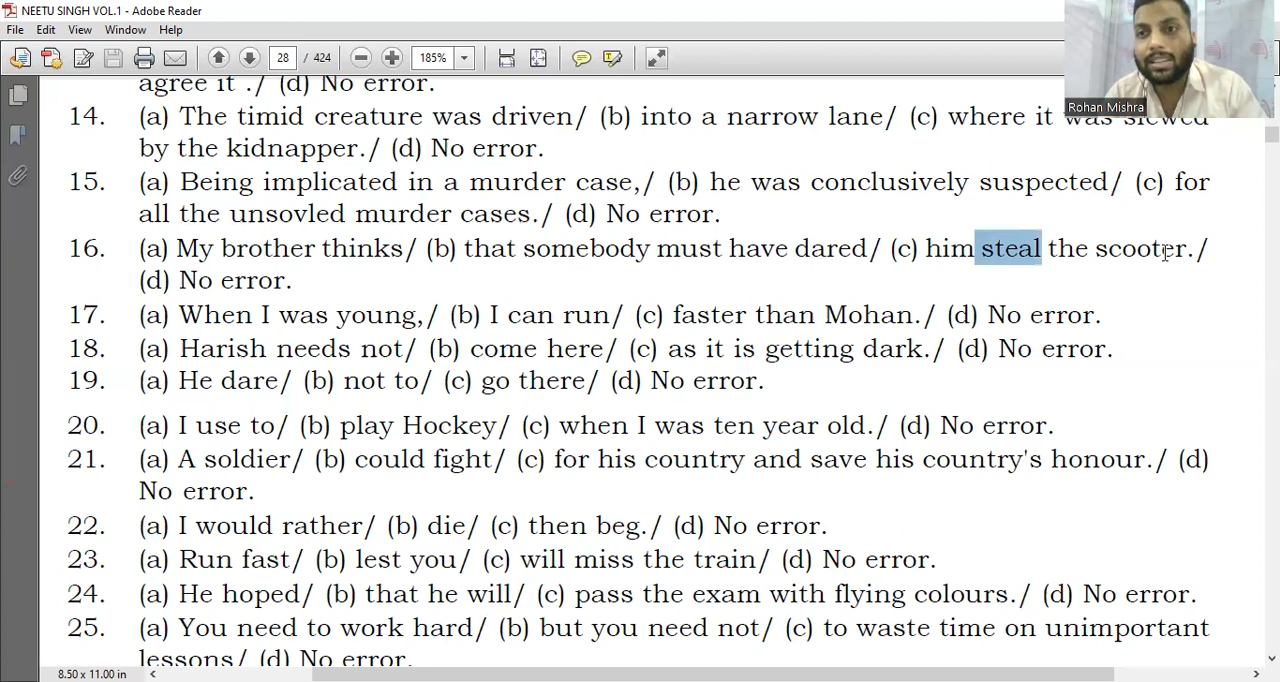 NEETU SINGH VOL.1 - Adobe Reader
File Edit View Window Help
28 / 424 185%
Rohan Mishra
agree it ./ (d) No error.
14. (a) The timid creature was driven/ (b) into a narrow lane/ (c) where it was slewed
by the kidnapper./ (d) No error.
15. (a) Being implicated in a murder case,/ (b) he was conclusively suspected/ (c) for
all the unsovled murder cases./ (d) No error.
16. (a) My brother thinks/ (b) that somebody must have dared/ (c) him steal the scooter./
(d) No error.
17. (a) When I was young,/ (b) I can run/ (c) faster than Mohan./ (d) No error.
18. (a) Harish needs not/ (b) come here/ (c) as it is getting dark./ (d) No error.
19. (a) He dare/ (b) not to/ (c) go there/ (d) No error.
20. (a) I use to/ (b) play Hockey/ (c) when I was ten year old./ (d) No error.
21. (a) A soldier/ (b) could fight/ (c) for his country and save his country's honour./ (d)
No error.
22. (a) I would rather/ (b) die/ (c) then beg./ (d) No error.
23. (a) Run fast/ (b) lest you/ (c) will miss the train/ (d) No error.
24. (a) He hoped/ (b) that he will/ (c) pass the exam with flying colours./ (d) No error.
25. (a) You need to work hard/ (b) but you need not/ (c) to waste time on unimportant
lessons/ (d) No error.
8.50 x 11.00 in